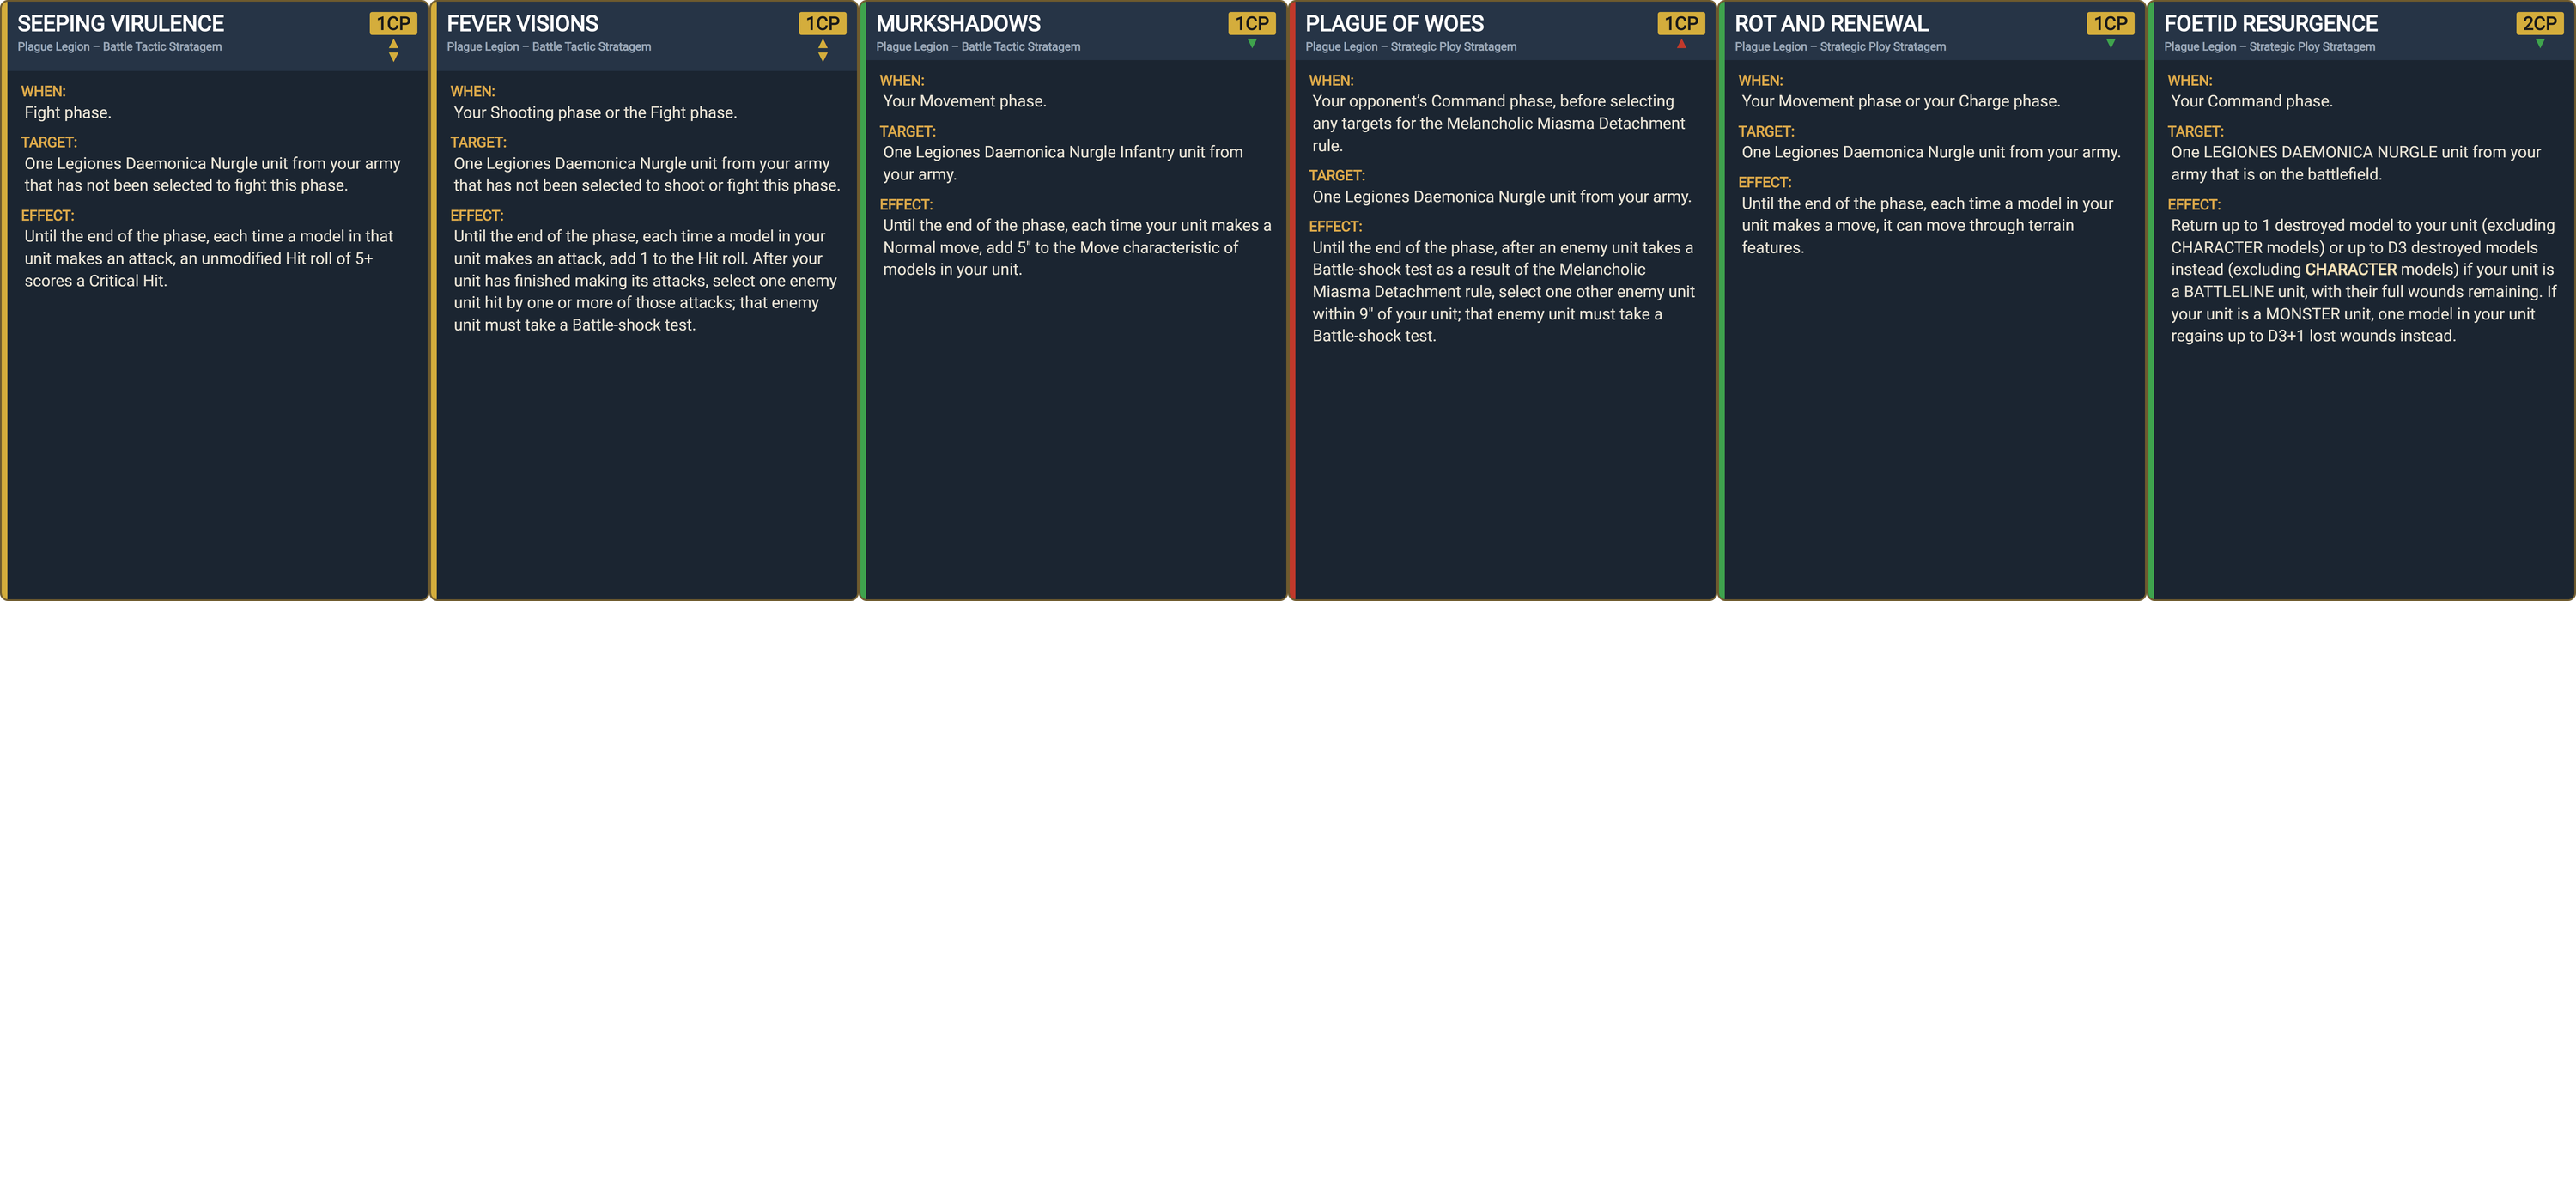 SEEPING VIRULENCE
1CP
Plague Legion – Battle Tactic Stratagem
WHEN:
Fight phase.
TARGET:
One Legiones Daemonica Nurgle unit from your army
that has not been selected to fight this phase.
EFFECT:
Until the end of the phase, each time a model in that
unit makes an attack, an unmodified Hit roll of 5+
scores a Critical Hit.
FEVER VISIONS
1CP
Plague Legion – Battle Tactic Stratagem
WHEN:
Your Shooting phase or the Fight phase.
TARGET:
One Legiones Daemonica Nurgle unit from your army
that has not been selected to shoot or fight this phase.
EFFECT:
Until the end of the phase, each time a model in your
unit makes an attack, add 1 to the Hit roll. After your
unit has finished making its attacks, select one enemy
unit hit by one or more of those attacks; that enemy
unit must take a Battle-shock test.
MURKSHADOWS
1CP
Plague Legion – Battle Tactic Stratagem
WHEN:
Your Movement phase.
TARGET:
One Legiones Daemonica Nurgle Infantry unit from
your army.
EFFECT:
Until the end of the phase, each time your unit makes a
Normal move, add 5" to the Move characteristic of
models in your unit.
PLAGUE OF WOES
1CP
Plague Legion – Strategic Ploy Stratagem
WHEN:
Your opponent’s Command phase, before selecting
any targets for the Melancholic Miasma Detachment
rule.
TARGET:
One Legiones Daemonica Nurgle unit from your army.
EFFECT:
Until the end of the phase, after an enemy unit takes a
Battle-shock test as a result of the Melancholic
Miasma Detachment rule, select one other enemy unit
within 9" of your unit; that enemy unit must take a
Battle-shock test.
ROT AND RENEWAL
1CP
Plague Legion – Strategic Ploy Stratagem
WHEN:
Your Movement phase or your Charge phase.
TARGET:
One Legiones Daemonica Nurgle unit from your army.
EFFECT:
Until the end of the phase, each time a model in your
unit makes a move, it can move through terrain
features.
FOETID RESURGENCE
2CP
Plague Legion – Strategic Ploy Stratagem
WHEN:
Your Command phase.
TARGET:
One LEGIONES DAEMONICA NURGLE unit from your
army that is on the battlefield.
EFFECT:
Return up to 1 destroyed model to your unit (excluding
CHARACTER models) or up to D3 destroyed models
instead (excluding CHARACTER models) if your unit is
a BATTLELINE unit, with their full wounds remaining. If
your unit is a MONSTER unit, one model in your unit
regains up to D3+1 lost wounds instead.